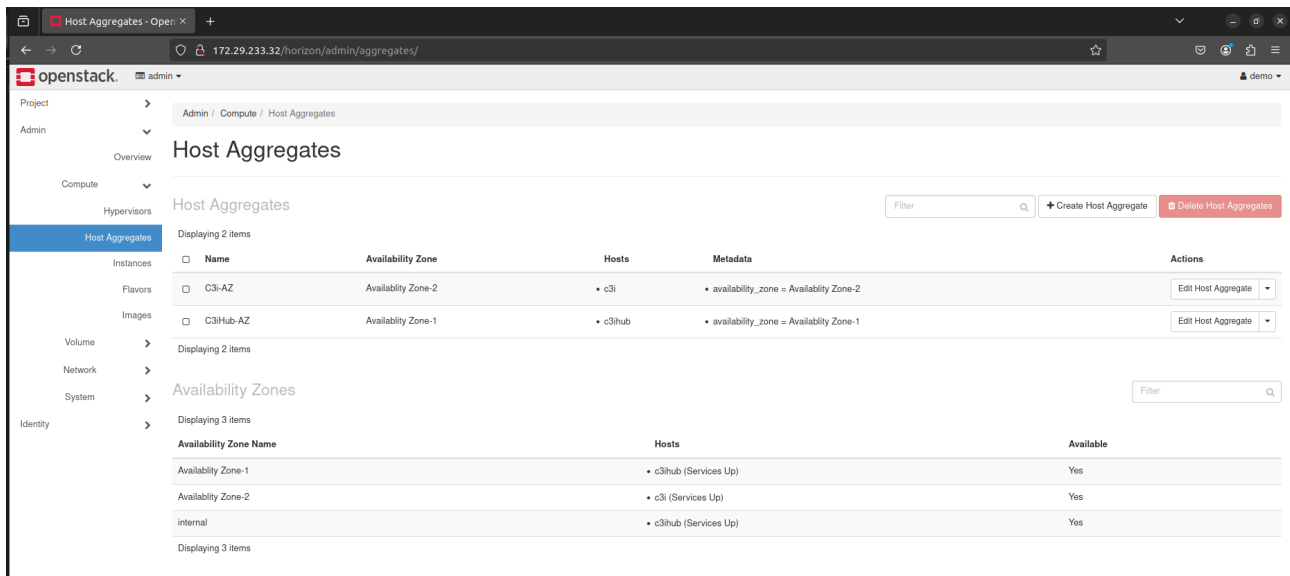 Host Aggregates - Open
172.29.233.32/horizon/admin/aggregates/
openstack. admin demo
Project
Admin
Overview
Compute
Hypervisors
Host Aggregates
Instances
Flavors
Images
Volume
Network
System
Identity
Admin / Compute / Host Aggregates
Host Aggregates
Host Aggregates
Filter + Create Host Aggregate Delete Host Aggregates
Displaying 2 items
Name Availability Zone Hosts Metadata Actions
C3i-AZ Availablity Zone-2 • c3i • availability_zone = Availablity Zone-2 Edit Host Aggregate
C3iHub-AZ Availablity Zone-1 • c3ihub • availability_zone = Availablity Zone-1 Edit Host Aggregate
Displaying 2 items
Availability Zones
Filter
Displaying 3 items
Availability Zone Name Hosts Available
Availablity Zone-1 • c3ihub (Services Up) Yes
Availablity Zone-2 • c3i (Services Up) Yes
internal • c3ihub (Services Up) Yes
Displaying 3 items